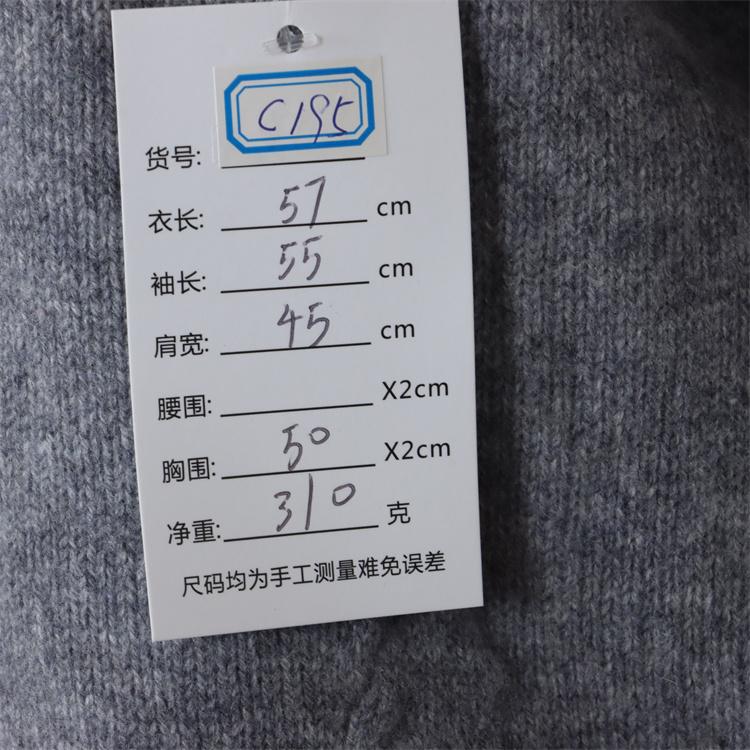 货号: C195
衣长: 57 cm
袖长: 55 cm
肩宽: 45 cm
腰围: X2cm
胸围: 50 X2cm
净重: 310 克
尺码均为手工测量难免误差